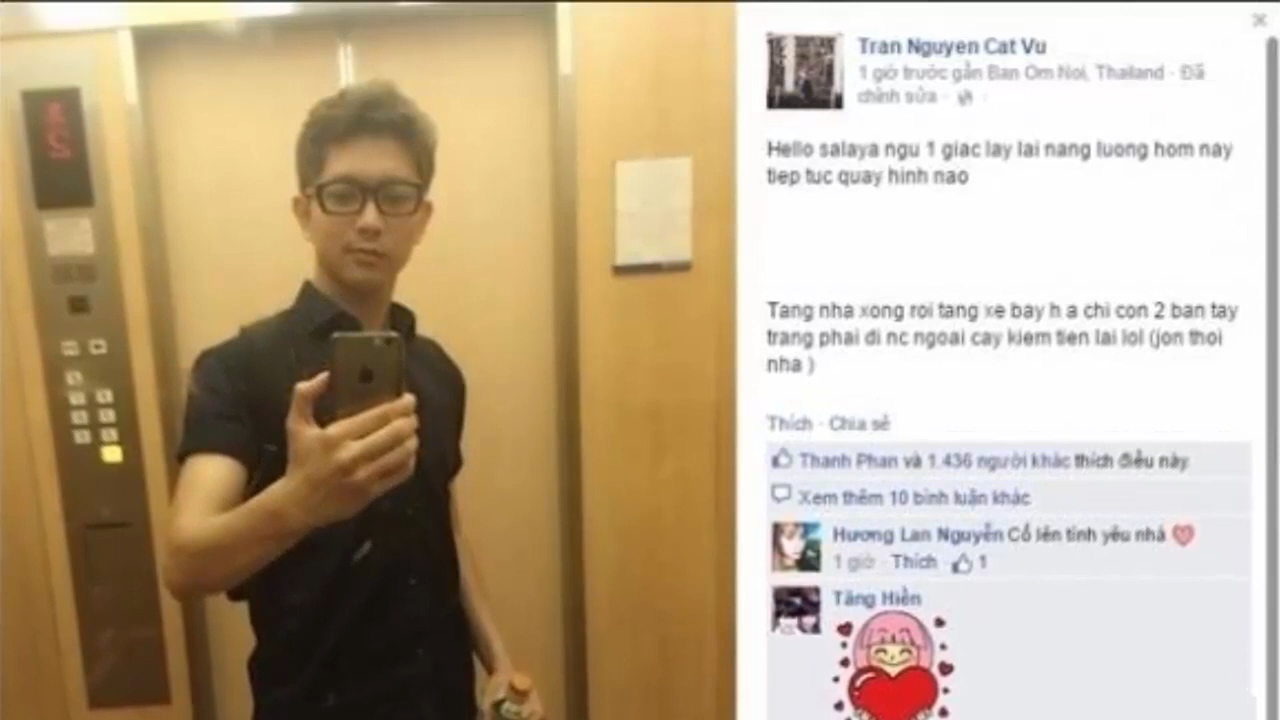 Tran Nguyen Cat Vu
1 giờ trước gần Ban Om Noi, Thailand · Đã
chỉnh sửa ·
Hello salaya ngu 1 giac lay lai nang luong hom nay
tiep tuc quay hinh nao
Tang nha xong roi tang xe bay h a chi con 2 ban tay
trang phai đi nc ngoai cay kiem tien lai lol (jon thoi
nha )
Thích · Chia sẻ
Thanh Phan và 1.436 người khác thích điều này
Xem thêm 10 bình luận khác
Hương Lan Nguyễn Cố lên tình yêu nhá
1 giờ · Thích · 1
Tăng Hiền